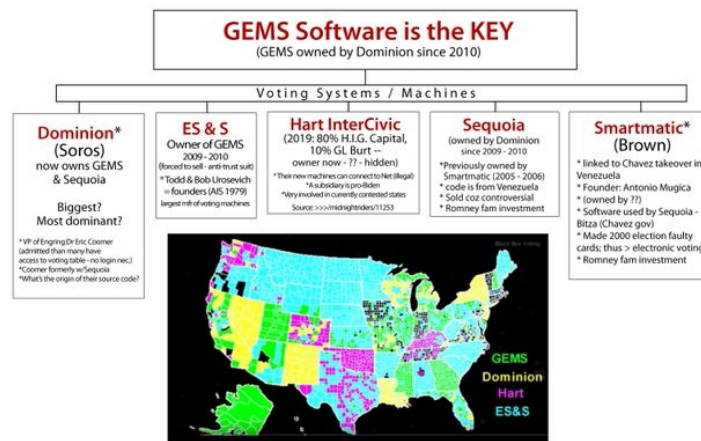 GEMS Software is the KEY
(GEMS owned by Dominion since 2010)
Voting Systems / Machines
Dominion*
(Soros)
now owns GEMS
& Sequoia
Biggest?
Most dominant?
* VP of Engring Dr Eric Coomer
(admitted than many have
access to voting table - no login nec.)
*Coomer formerly w/Sequoia
*What's the origin of their source code?
ES & S
Owner of GEMS
2009 - 2010
(forced to sell - anti-trust suit)
*Todd & Bob Urosevich
= founders (AIS 1979)
largest mfr of voting machines
Hart InterCivic
(2019: 80% H.I.G. Capital,
10% GL Burt --
owner now - ?? - hidden)
*Their new machines can connect to Net (illegal)
*A subsidiary is pro-Biden
*Very involved in currently contested states
Source: >>>/midnightriders/11253
Sequoia
(owned by Dominion
since 2009 - 2010)
*Previously owned by
Smartmatic (2005 - 2006)
* code is from Venezuela
* Sold coz controversial
* Romney fam investment
Smartmatic*
(Brown)
* linked to Chavez takeover in
Venezuela
* Founder: Antonio Mugica
* (owned by ??)
* Software used by Sequoia -
Bitza (Chavez gov)
* Made 2000 election faulty
cards; thus > electronic voting
* Romney fam investment
Black Box Voting
GEMS
Dominion
Hart
ES&S